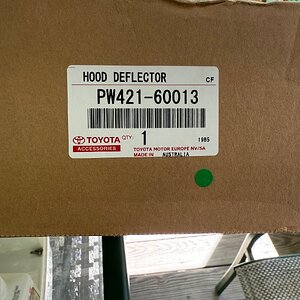 HOOD DEFLECTOR CF
PW421-60013
TOYOTA QTY. 1 1985
ACCESSORIES
TOYOTA MOTOR EUROPE NV/SA
MADE IN AUSTRALIA